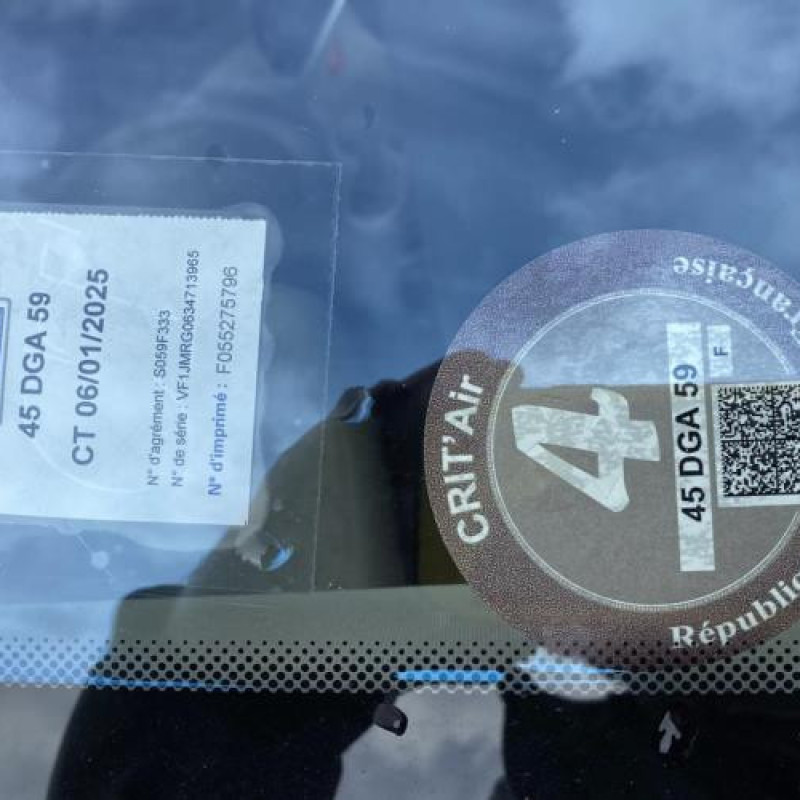 45 DGA 59
CT 06/01/2025
N° d'agrément : S059F333
N° de série : VF1JMRG0634713965
N° d'imprimé : F055275796
CRIT'Air
4
45 DGA 59
F
Française
Républiq